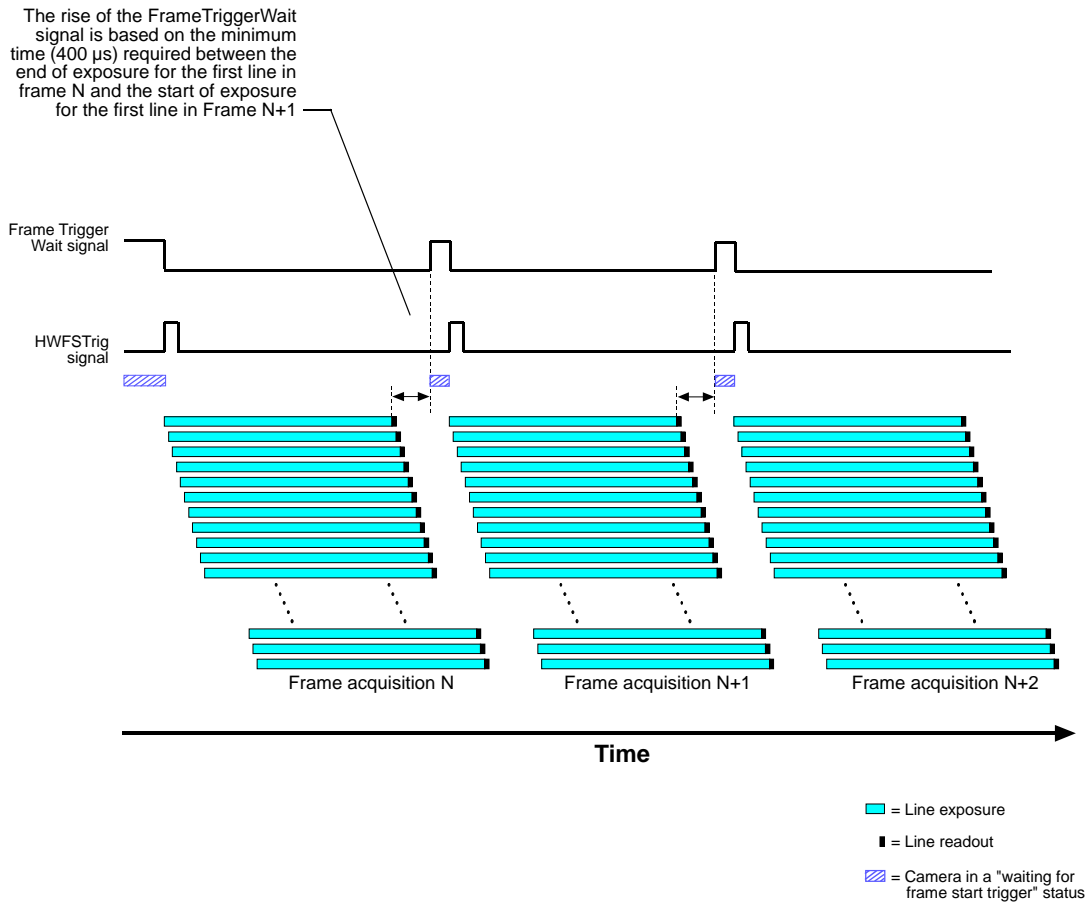 The rise of the FrameTriggerWait
signal is based on the minimum
time (400 µs) required between the
end of exposure for the first line in
frame N and the start of exposure
for the first line in Frame N+1
Frame Trigger
Wait signal
HWFSTrig
signal
Frame acquisition N
Frame acquisition N+1
Frame acquisition N+2
Time
= Line exposure
= Line readout
= Camera in a "waiting for
frame start trigger" status